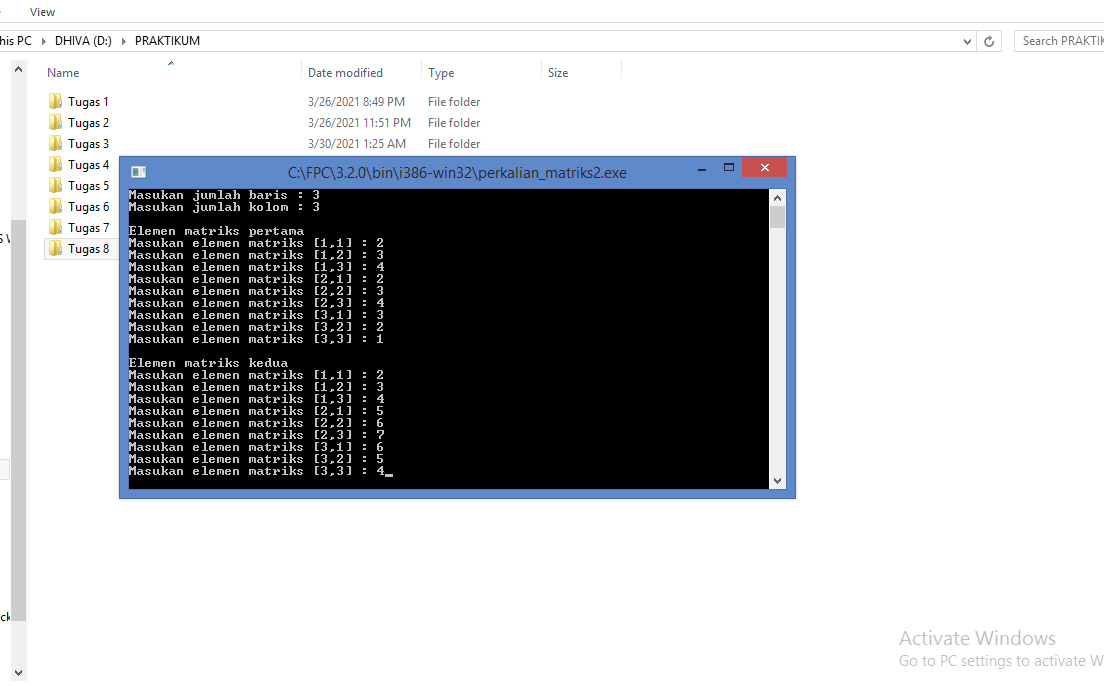 View
his PC DHIVA (D:) PRAKTIKUM
Search PRAKTIK
Name Date modified Type Size
Tugas 1 3/26/2021 8:49 PM File folder
Tugas 2 3/26/2021 11:51 PM File folder
Tugas 3 3/30/2021 1:25 AM File folder
Tugas 4
Tugas 5
Tugas 6
Tugas 7
Tugas 8
C:\FPC\3.2.0\bin\i386-win32\perkalian_matriks2.exe
Masukan jumlah baris : 3
Masukan jumlah kolom : 3
Elemen matriks pertama
Masukan elemen matriks [1,1] : 2
Masukan elemen matriks [1,2] : 3
Masukan elemen matriks [1,3] : 4
Masukan elemen matriks [2,1] : 2
Masukan elemen matriks [2,2] : 3
Masukan elemen matriks [2,3] : 4
Masukan elemen matriks [3,1] : 3
Masukan elemen matriks [3,2] : 2
Masukan elemen matriks [3,3] : 1
Elemen matriks kedua
Masukan elemen matriks [1,1] : 2
Masukan elemen matriks [1,2] : 3
Masukan elemen matriks [1,3] : 4
Masukan elemen matriks [2,1] : 5
Masukan elemen matriks [2,2] : 6
Masukan elemen matriks [2,3] : 7
Masukan elemen matriks [3,1] : 6
Masukan elemen matriks [3,2] : 5
Masukan elemen matriks [3,3] : 4_
ck
Activate Windows
Go to PC settings to activate W